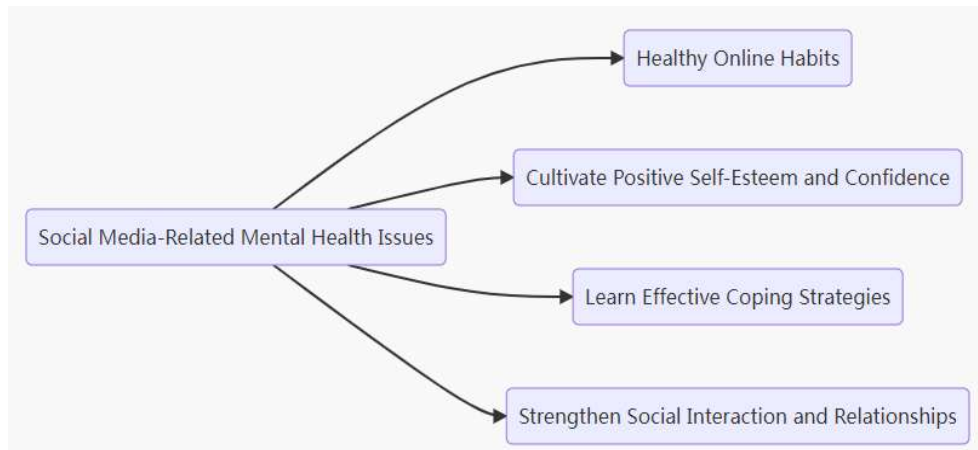 Healthy Online Habits
Cultivate Positive Self-Esteem and Confidence
Social Media-Related Mental Health Issues
Learn Effective Coping Strategies
Strengthen Social Interaction and Relationships